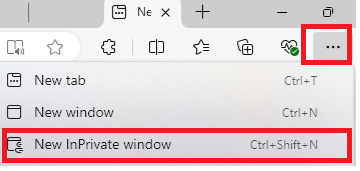 Ne
New tab Ctrl+T
New window Ctrl+N
New InPrivate window Ctrl+Shift+N